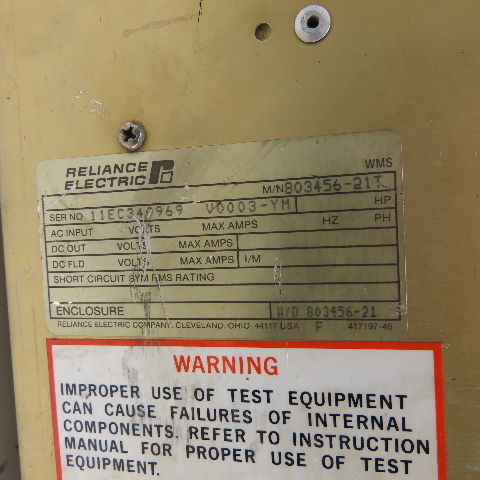 RELIANCE
ELECTRIC
WMS
M/N 803456-21T
SER NO 11EC349969 V0003-YM HP
AC INPUT VOLTS MAX AMPS HZ PH
DC OUT VOLTS MAX AMPS
DC FLD VOLTS MAX AMPS I/M
SHORT CIRCUIT SYM RMS RATING
ENCLOSURE W/D 803456-21
RELIANCE ELECTRIC COMPANY, CLEVELAND, OHIO 44117 USA F 417197-46
WARNING
IMPROPER USE OF TEST EQUIPMENT
CAN CAUSE FAILURES OF INTERNAL
COMPONENTS. REFER TO INSTRUCTION
MANUAL FOR PROPER USE OF TEST
EQUIPMENT.